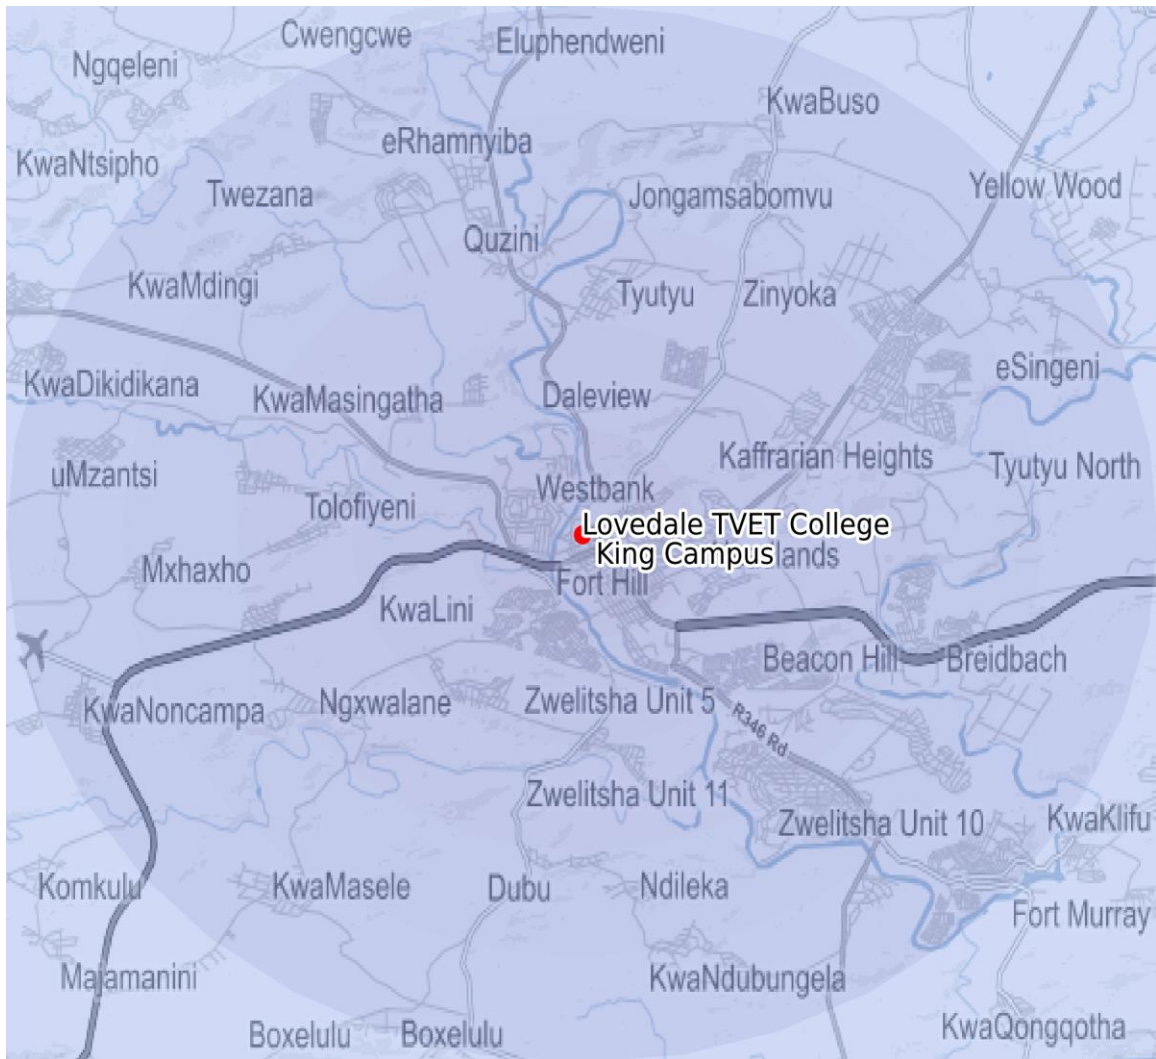 Cwengcwe
Eluphendweni
Ngqeleni
KwaBuso
eRhamnyiba
KwaNtsipho
Twezana
Jongamsabomvu
Yellow Wood
Quzini
KwaMdingi
Tyutyu
Zinyoka
KwaDikidikana
KwaMasingatha
Daleview
eSingeni
Kaffrarian Heights
Tyutyu North
uMzantsi
Tolofiyeni
Westbank
Lovedale TVET College
King Campus
Mxhaxho
Fort Hill
KwaLini
Beacon Hill
Breidbach
KwaNoncampa
Ngxwalane
Zwelitsha Unit 5
R346 Rd
Zwelitsha Unit 11
Zwelitsha Unit 10
KwaKlifu
Komkulu
KwaMasele
Dubu
Ndileka
Fort Murray
Majamanini
KwaNdubungela
Boxelulu
Boxelulu
KwaQongqotha